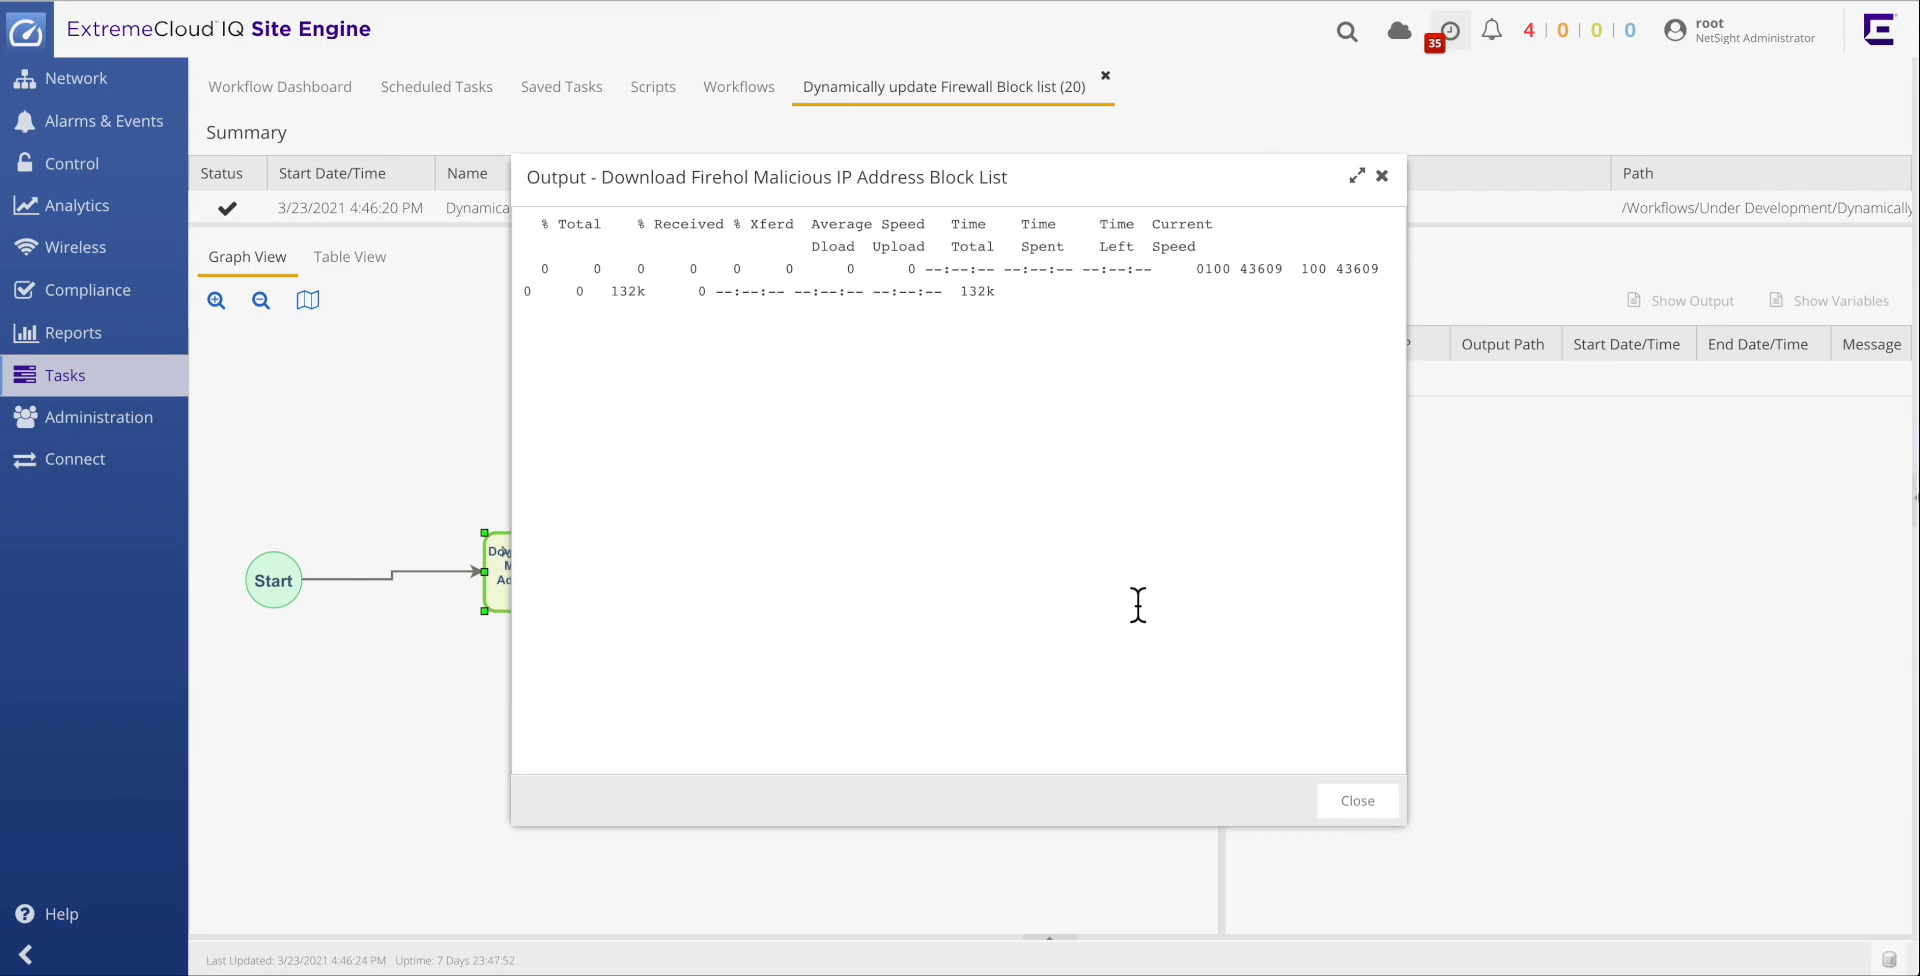 ExtremeCloud IQ Site Engine
35
4 | 0 | 0 | 0
root
NetSight Administrator
Network
Alarms & Events
Control
Analytics
Wireless
Compliance
Reports
Tasks
Administration
Connect
Help
Workflow Dashboard Scheduled Tasks Saved Tasks Scripts Workflows Dynamically update Firewall Block list (20)
Summary
Status Start Date/Time Name Path
3/23/2021 4:46:20 PM Dynamica /Workflows/Under Development/Dynamically
Graph View Table View
Show Output Show Variables
Output Path Start Date/Time End Date/Time Message
Start
Output - Download Firehol Malicious IP Address Block List
% Total % Received % Xferd Average Speed Time Time Time Current
Dload Upload Total Spent Left Speed
0 0 0 0 0 0 0 0 --:--:-- --:--:-- --:--:-- 0100 43609 100 43609
0 0 132k 0 --:--:-- --:--:-- --:--:-- 132k
Close
Last Updated: 3/23/2021 4:46:24 PM Uptime: 7 Days 23:47:52